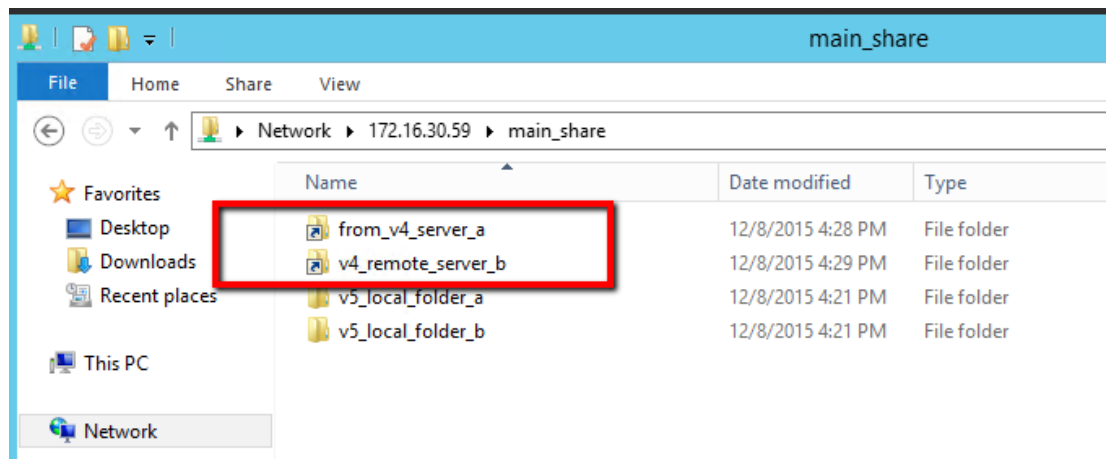 main_share
File Home Share View
Network 172.16.30.59 main_share
Name Date modified Type
Favorites
Desktop from_v4_server_a 12/8/2015 4:28 PM File folder
Downloads v4_remote_server_b 12/8/2015 4:29 PM File folder
Recent places v5_local_folder_a 12/8/2015 4:21 PM File folder
v5_local_folder_b 12/8/2015 4:21 PM File folder
This PC
Network